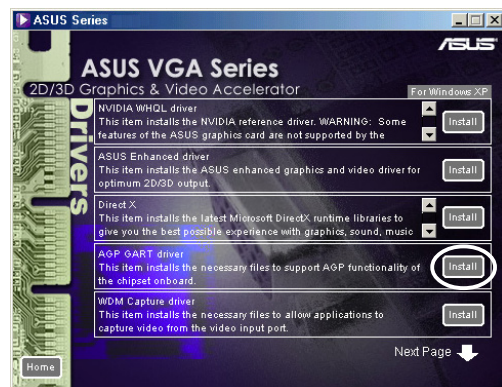 ASUS Series
ASUS
ASUS VGA Series
2D/3D Graphics & Video Accelerator
For Windows XP
Drivers
NVIDIA WHQL driver
This item installs the NVIDIA reference driver. WARNING: Some
features of the ASUS graphics card are not supported by the
Install
ASUS Enhanced driver
This item installs the ASUS enhanced graphics and video driver for
optimum 2D/3D output.
Install
Direct X
This item installs the latest Microsoft DirectX runtime libraries to
give you the best possible experience with graphics, sound, music
Install
AGP GART driver
This item installs the necessary files to support AGP functionality of
the chipset onboard.
Install
WDM Capture driver
This item installs the necessary files to allow applications to
capture video from the video input port.
Install
Next Page
Home